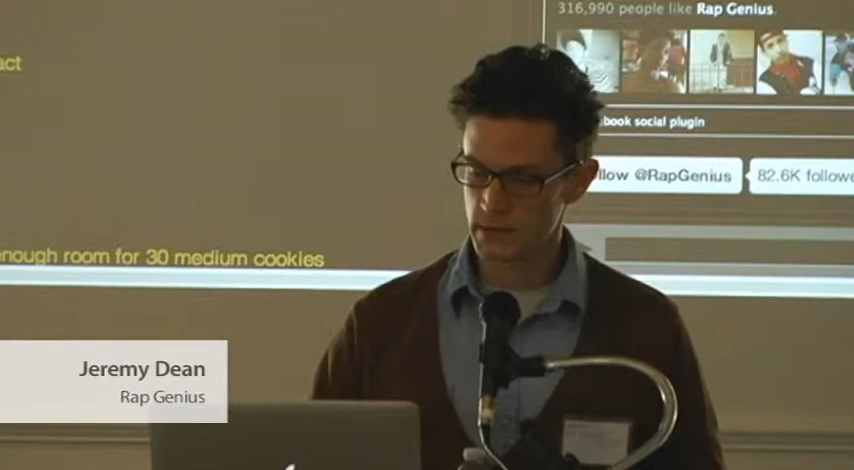 316,990 people like Rap Genius.
act
book social plugin
llow @RapGenius
82.6K followe
enough room for 30 medium cookies
Jeremy Dean
Rap Genius